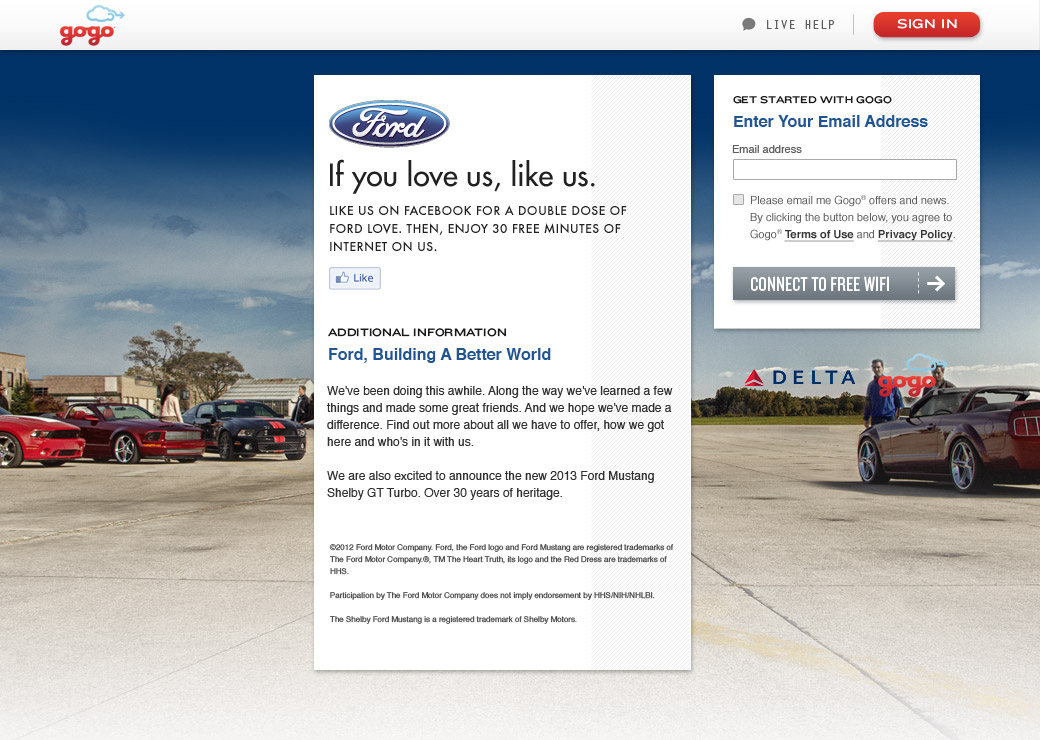 gogo
LIVE HELP
SIGN IN
Ford
If you love us, like us.
LIKE US ON FACEBOOK FOR A DOUBLE DOSE OF
FORD LOVE. THEN, ENJOY 30 FREE MINUTES OF
INTERNET ON US.
Like
ADDITIONAL INFORMATION
Ford, Building A Better World
We've been doing this awhile. Along the way we've learned a few
things and made some great friends. And we hope we've made a
difference. Find out more about all we have to offer, how we got
here and who's in it with us.
We are also excited to announce the new 2013 Ford Mustang
Shelby GT Turbo. Over 30 years of heritage.
©2012 Ford Motor Company. Ford, the Ford logo and Ford Mustang are registered trademarks of
The Ford Motor Company.®, TM The Heart Truth, its logo and the Red Dress are trademarks of
HHS.
Participation by The Ford Motor Company does not imply endorsement by HHS/NIH/NHLBI.
The Shelby Ford Mustang is a registered trademark of Shelby Motors.
GET STARTED WITH GOGO
Enter Your Email Address
Email address
Please email me Gogo® offers and news.
By clicking the button below, you agree to
Gogo® Terms of Use and Privacy Policy.
CONNECT TO FREE WIFI
DELTA
gogo